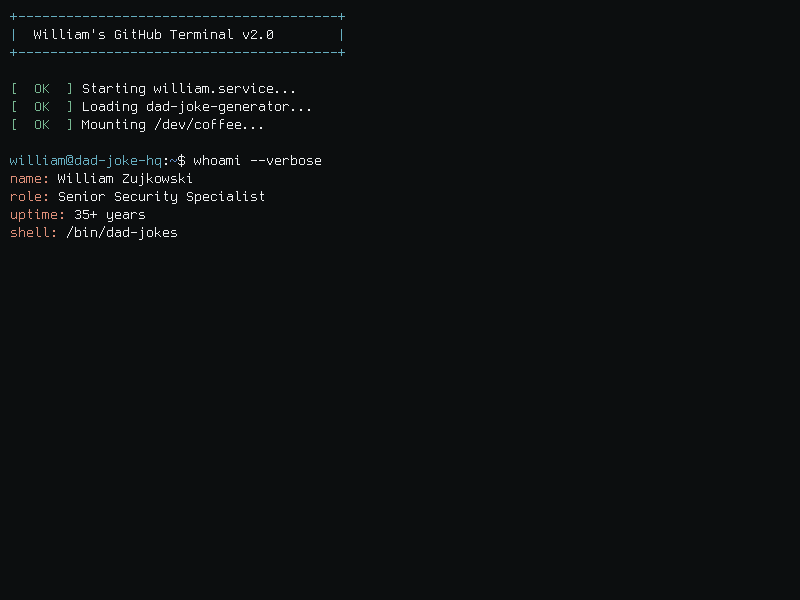 +----------------------------------------+
|  William's GitHub Terminal v2.0        |
+----------------------------------------+
[  OK  ] Starting william.service...
[  OK  ] Loading dad-joke-generator...
[  OK  ] Mounting /dev/coffee...
william@dad-joke-hq:~$ whoami --verbose
name: William Zujkowski
role: Senior Security Specialist
uptime: 35+ years
shell: /bin/dad-jokes